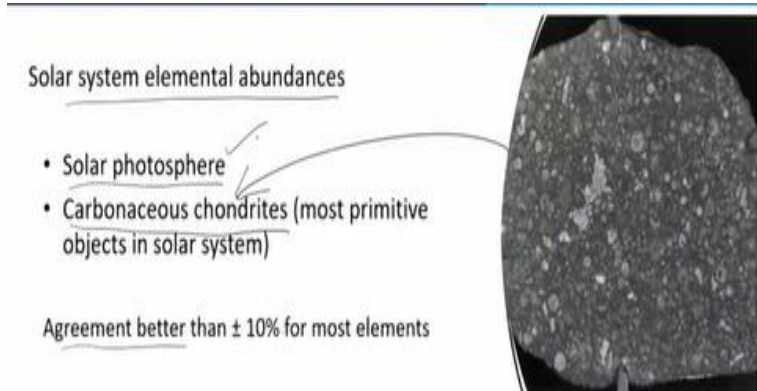 Solar system elemental abundances
• Solar photosphere
• Carbonaceous chondrites (most primitive
objects in solar system)
Agreement better than ± 10% for most elements